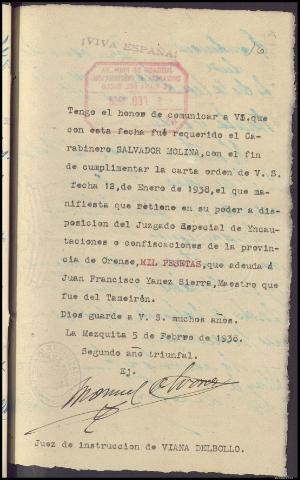 ¡VIVA ESPAÑA!
Tengo el honor de comunicar a VS.que
con esta fecha fué requerido el Ca-
rabinero SALVADOR MOLINA,con el fin
de cumplimentar la carta orden de V. S.
fecha 12,de Enero de 1938,el que ma-
nifiesta que retiene en su poder a dis-
posicion del Juzgado Especial de Yncau-
taciones o confiscaciones de la provin-
cia de Orense,MIL PESETAS,que adeuda á
Juan Francisco Yanez Sierra,Maestro que
fue del Tameirón.
Dios guarde a V. S. muchos años.
La Mezquita 5 de Febrro de 1938.
Segundo año triunfal.
Ej.
Manuel
Juez de instruccion de VIANA DELBOLLO.